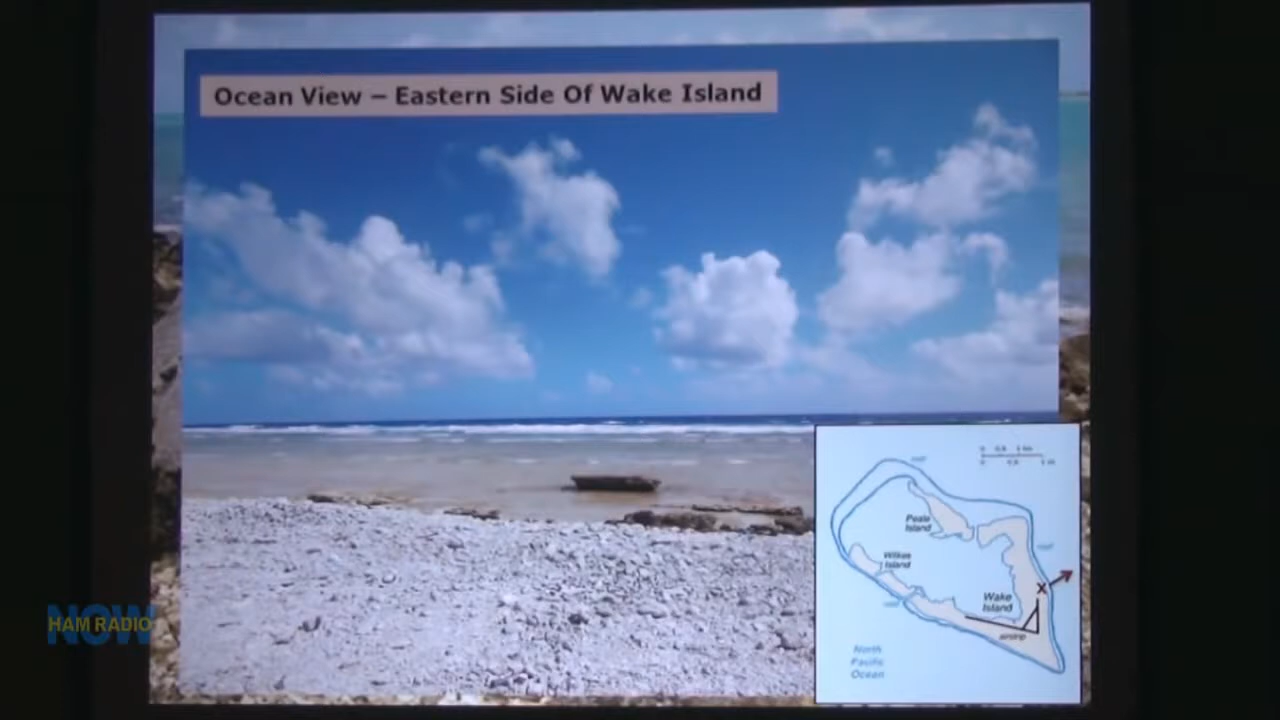 Ocean View – Eastern Side Of Wake Island
Peale
Island
Wilkes
Island
Wake
Island
airstrip
North
Pacific
Ocean
X
NOW
HAM RADIO